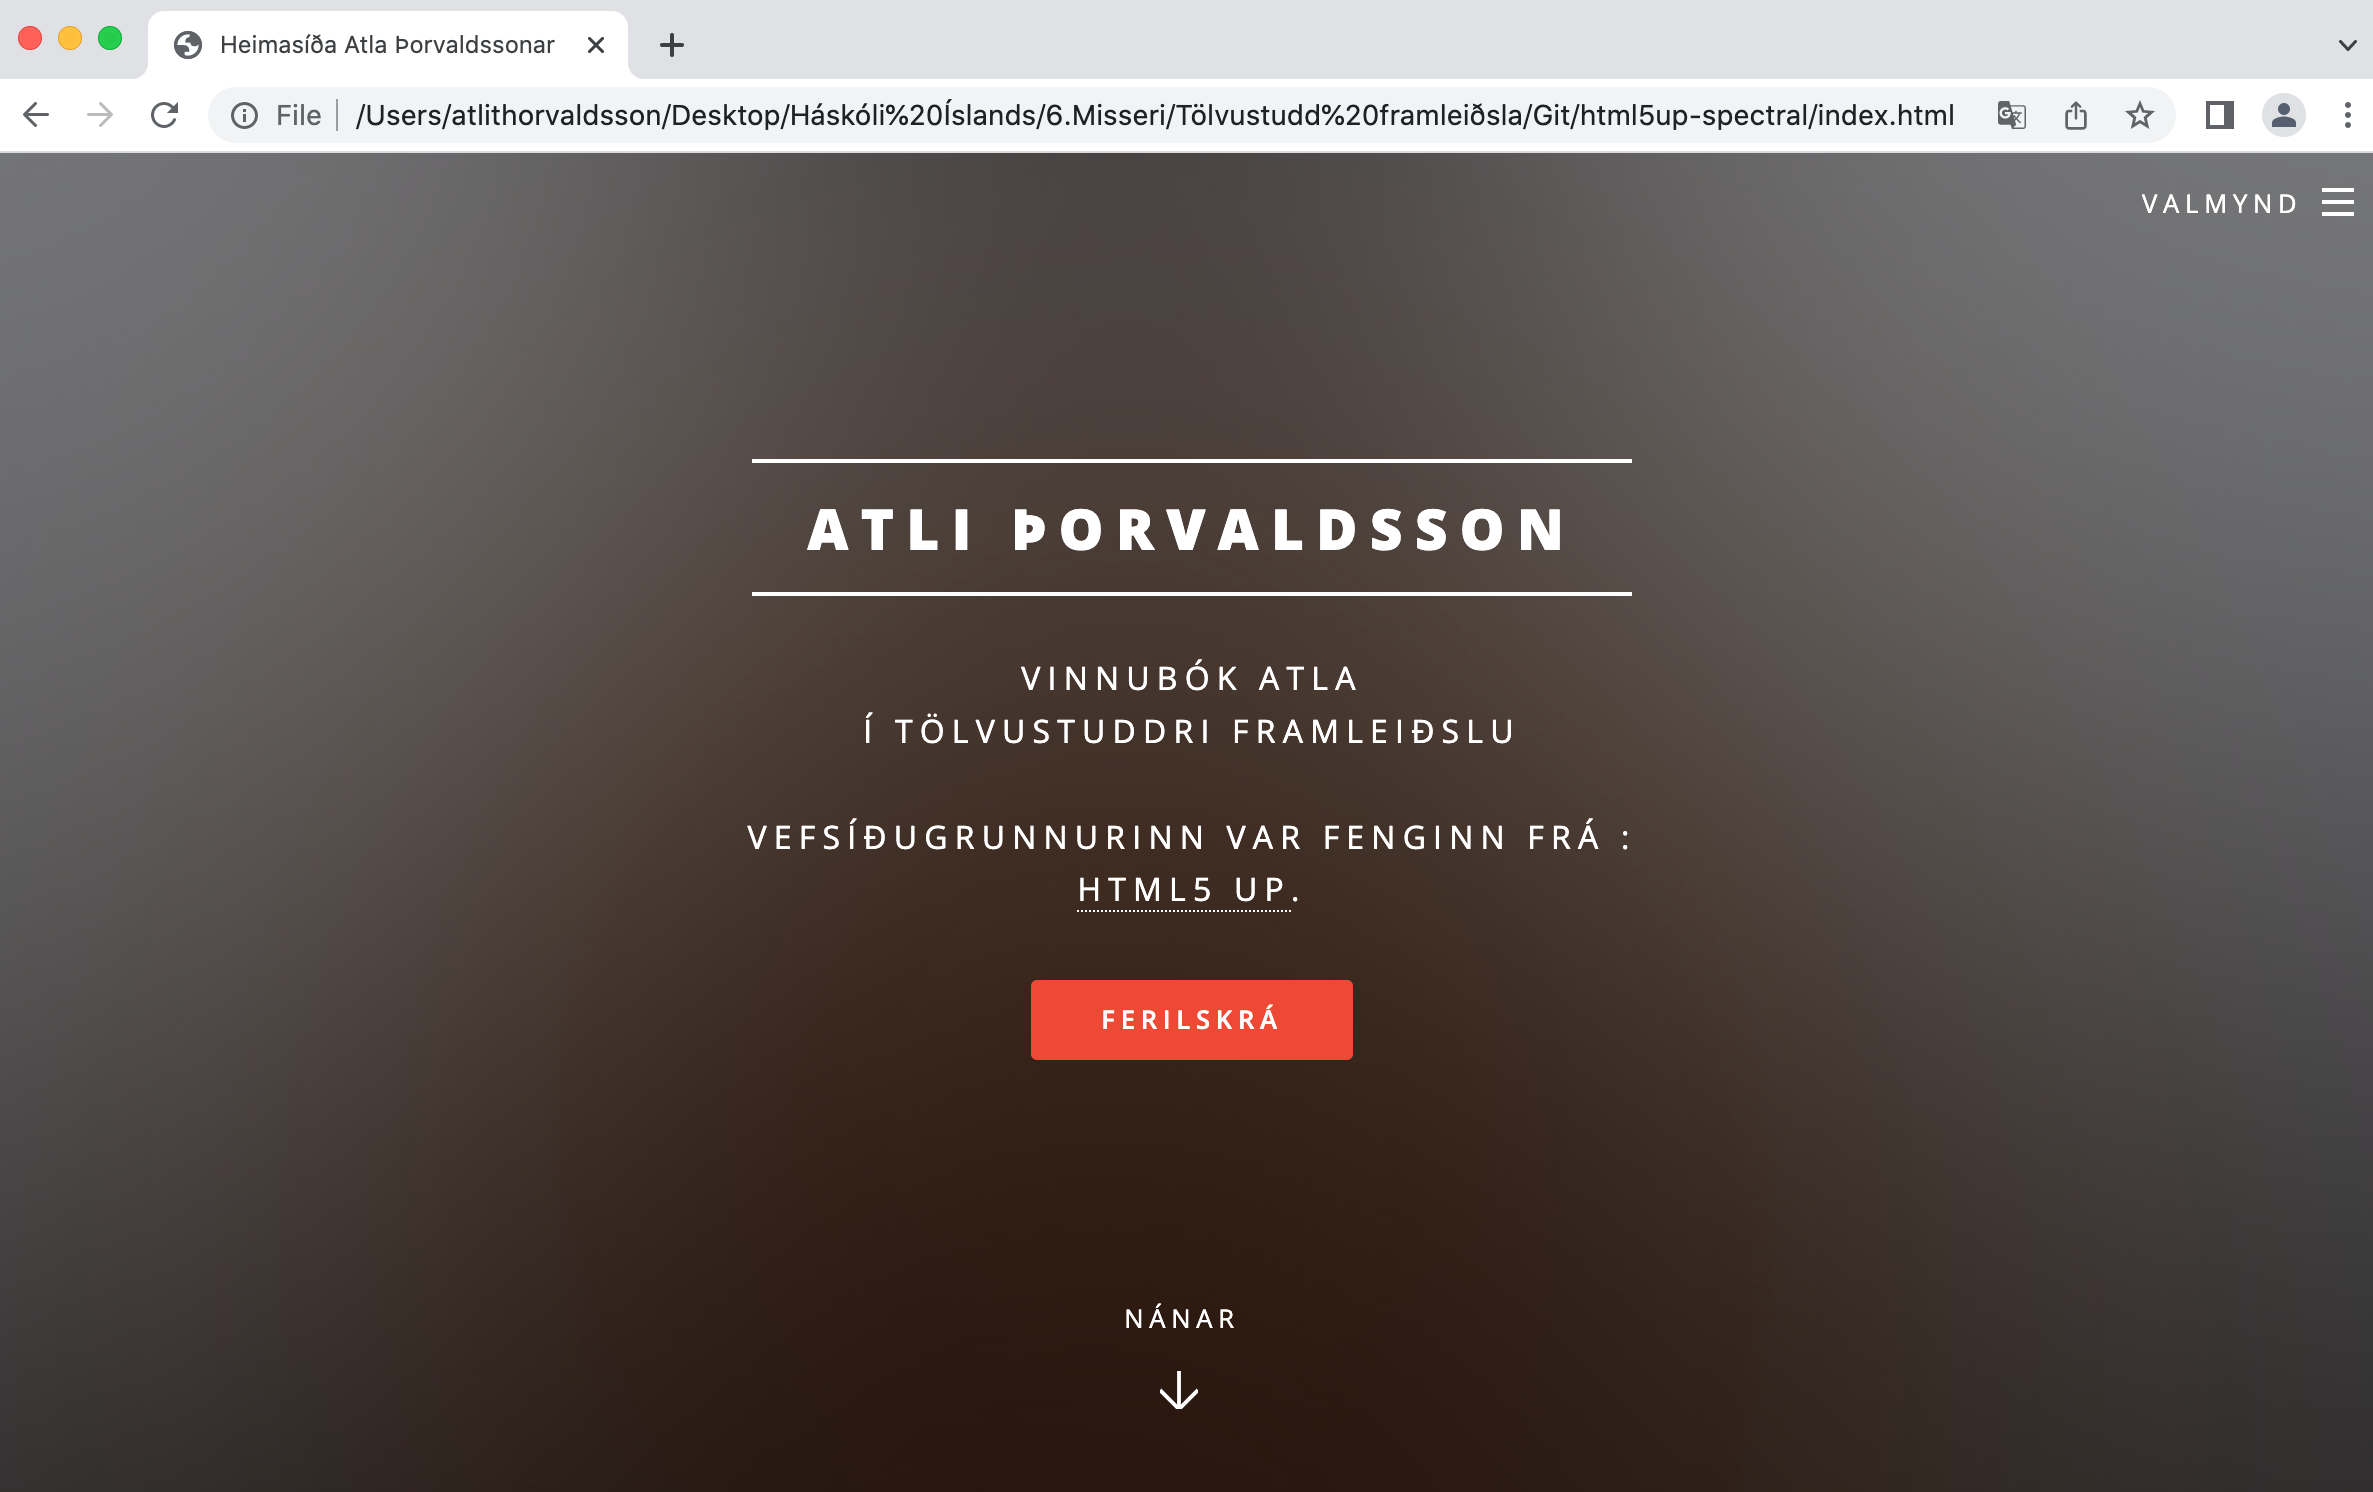 Heimasíða Atla Þorvaldssonar
File /Users/atlithorvaldsson/Desktop/Háskóli%20Íslands/6.Misseri/Tölvustudd%20framleiðsla/Git/html5up-spectral/index.html
VALMYND
ATLI ÞORVALDSSON
VINNUBÓK ATLA
Í TÖLVUSTUDDRI FRAMLEIÐSLU
VEFSÍÐUGRUNNURINN VAR FENGINN FRÁ :
HTML5 UP.
FERILSKRÁ
NÁNAR